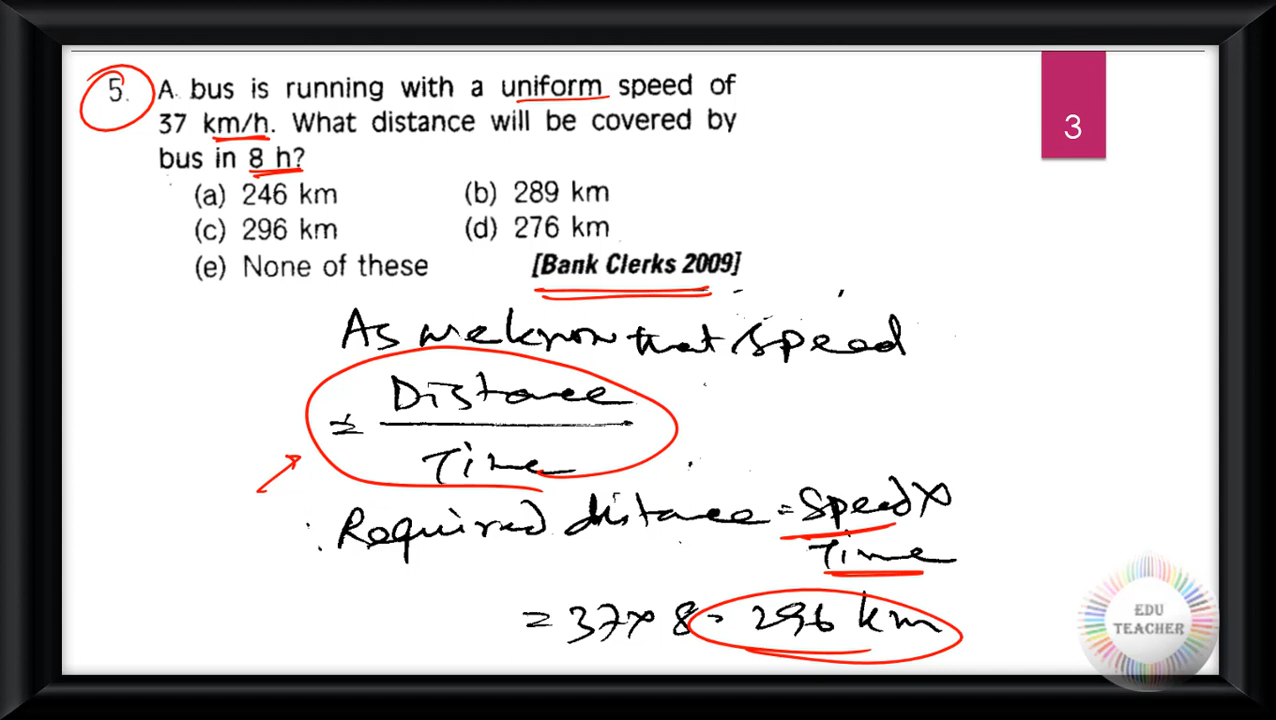 5. A bus is running with a uniform speed of
37 km/h. What distance will be covered by
bus in 8 h?
(a) 246 km (b) 289 km
(c) 296 km (d) 276 km
(e) None of these [Bank Clerks 2009]
3
As we know that speed
= Distance
Time
Required distance = speed ×
Time
= 37 × 8 = 296 km
EDU
TEACHER